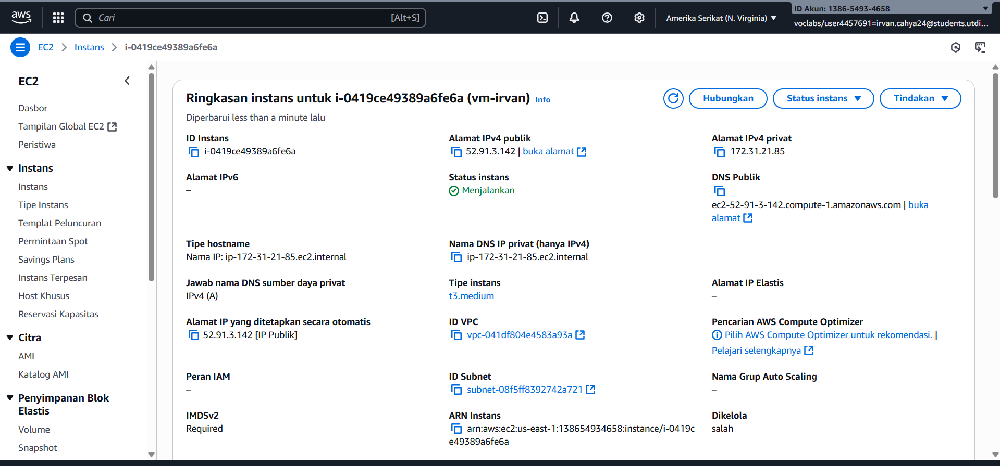 aws
Cari [Alt+S]
Amerika Serikat (N. Virginia)
ID Akun: 1386-5493-4658
voclabs/user4457691=irvan.cahya24@students.utdi...
EC2 > Instans > i-0419ce49389a6fe6a
EC2
Dasbor
Tampilan Global EC2
Peristiwa
Instans
Instans
Tipe Instans
Templat Peluncuran
Permintaan Spot
Savings Plans
Instans Terpesan
Host Khusus
Reservasi Kapasitas
Citra
AMI
Katalog AMI
Penyimpanan Blok
Elastis
Volume
Snapshot
Ringkasan instans untuk i-0419ce49389a6fe6a (vm-irvan) Info
Diperbarui less than a minute lalu
Hubungkan
Status instans
Tindakan
ID Instans
i-0419ce49389a6fe6a
Alamat IPv4 publik
52.91.3.142 | buka alamat
Alamat IPv4 privat
172.31.21.85
Alamat IPv6
–
Status instans
Menjalankan
DNS Publik
ec2-52-91-3-142.compute-1.amazonaws.com | buka
alamat
Tipe hostname
Nama IP: ip-172-31-21-85.ec2.internal
Nama DNS IP privat (hanya IPv4)
ip-172-31-21-85.ec2.internal
Jawab nama DNS sumber daya privat
IPv4 (A)
Tipe instans
t3.medium
Alamat IP Elastis
–
Alamat IP yang ditetapkan secara otomatis
52.91.3.142 [IP Publik]
ID VPC
vpc-041df804e4583a93a
Pencarian AWS Compute Optimizer
Pilih AWS Compute Optimizer untuk rekomendasi. |
Pelajari selengkapnya
Peran IAM
–
ID Subnet
subnet-08f5ff8392742a721
Nama Grup Auto Scaling
–
IMDSv2
Required
ARN Instans
arn:aws:ec2:us-east-1:138654934658:instance/i-0419c
e49389a6fe6a
Dikelola
salah